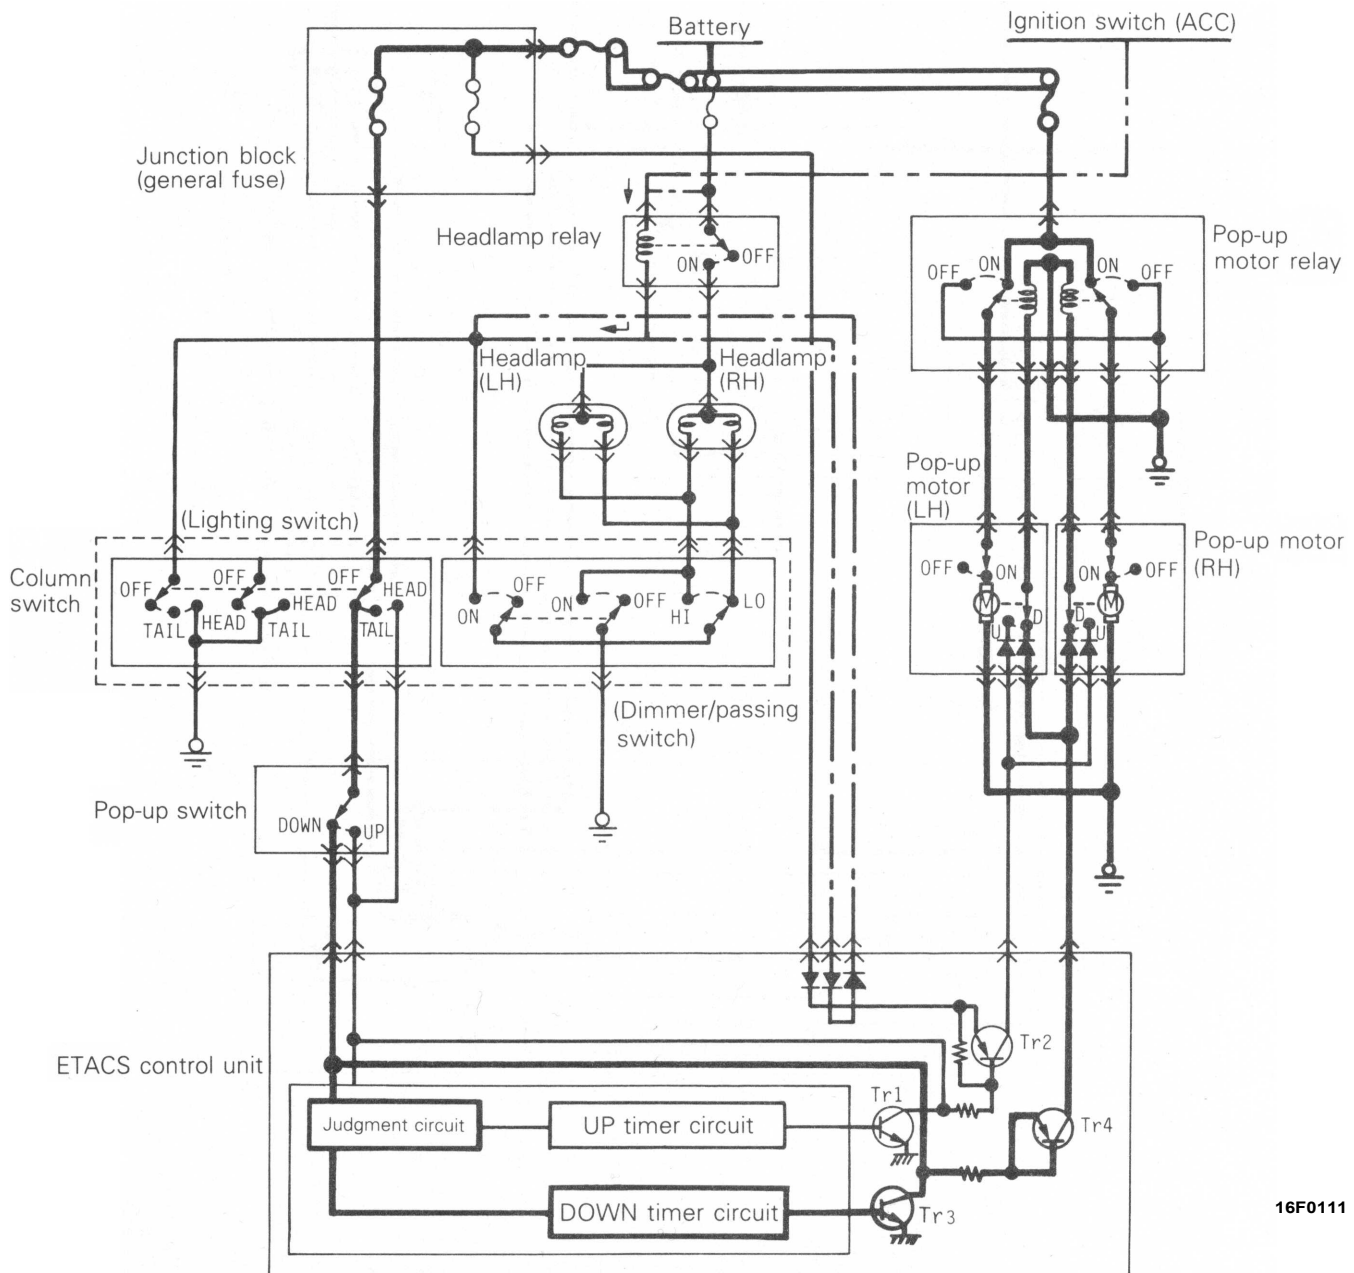 Battery
Ignition switch (ACC)
Junction block
(general fuse)
Headlamp relay
OFF
ON
Pop-up
motor relay
OFF
ON
ON
OFF
Headlamp
(LH)
Headlamp
(RH)
Pop-up
motor
(LH)
Pop-up motor
(RH)
(Lighting switch)
Column
switch
OFF
TAIL
HEAD
OFF
HEAD
TAIL
OFF
HEAD
TAIL
ON
OFF
ON
OFF
HI
LO
OFF
ON
M
U
D
M
ON
OFF
D
U
(Dimmer/passing
switch)
Pop-up switch
DOWN
UP
ETACS control unit
Tr2
Tr1
Tr4
Judgment circuit
UP timer circuit
DOWN timer circuit
Tr3
16F0111